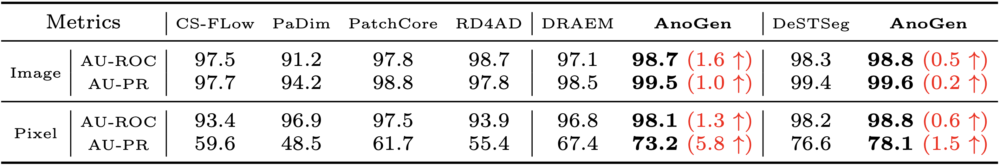 Metrics CS-FLow PaDim PatchCore RD4AD DRAEM AnoGen DeSTSeg AnoGen
Image AU-ROC 97.5 91.2 97.8 98.7 97.1 98.7 (1.6 ↑) 98.3 98.8 (0.5 ↑)
AU-PR 97.7 94.2 98.8 97.8 98.5 99.5 (1.0 ↑) 99.4 99.6 (0.2 ↑)
Pixel AU-ROC 93.4 96.9 97.5 93.9 96.8 98.1 (1.3 ↑) 98.2 98.8 (0.6 ↑)
AU-PR 59.6 48.5 61.7 55.4 67.4 73.2 (5.8 ↑) 76.6 78.1 (1.5 ↑)